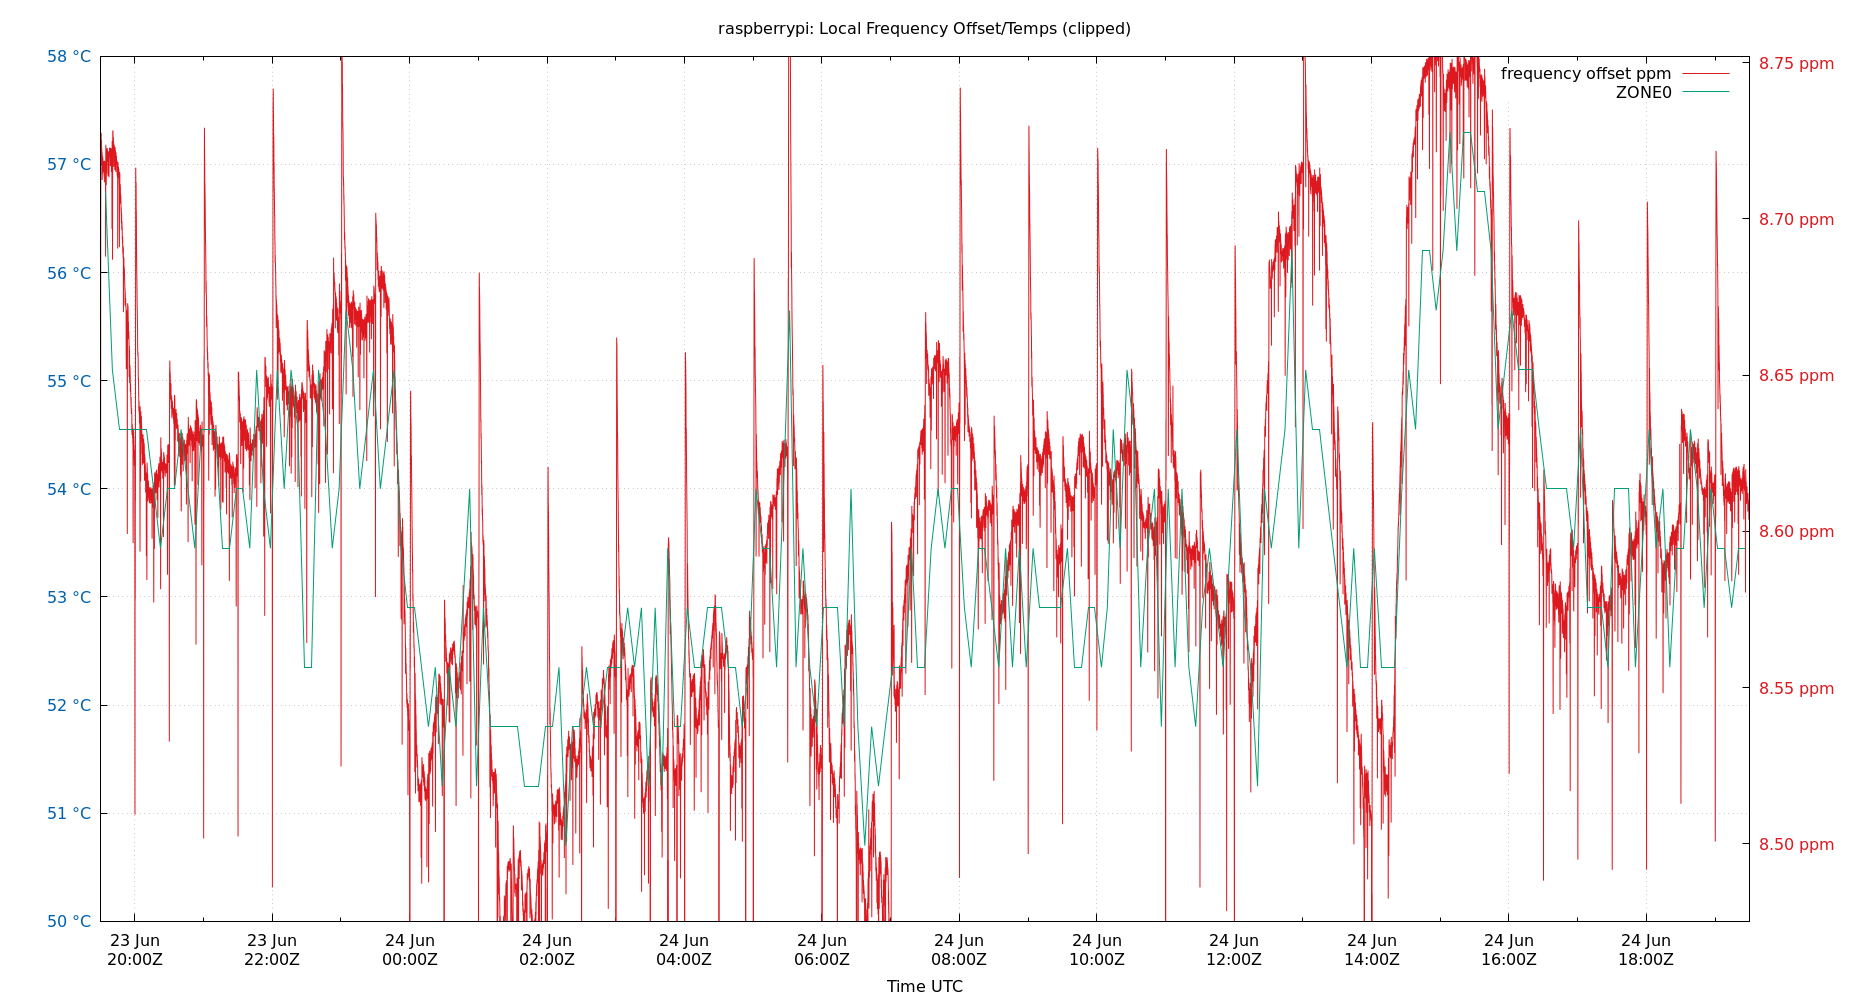 raspberrypi: Local Frequency Offset/Temps (clipped)
58 °C
57 °C
56 °C
55 °C
54 °C
53 °C
52 °C
51 °C
50 °C
8.75 ppm
8.70 ppm
8.65 ppm
8.60 ppm
8.55 ppm
8.50 ppm
frequency offset ppm
ZONE0
23 Jun 23 Jun 24 Jun 24 Jun 24 Jun 24 Jun 24 Jun 24 Jun 24 Jun 24 Jun 24 Jun 24 Jun
20:00Z 22:00Z 00:00Z 02:00Z 04:00Z 06:00Z 08:00Z 10:00Z 12:00Z 14:00Z 16:00Z 18:00Z
Time UTC